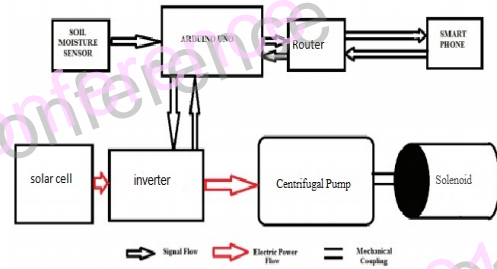 SOIL
MOISTURE
SENSOR
ARDUINO UNO
Router
SMART
PHONE
solar cell
inverter
Centrifugal Pump
Solenoid
Signal Flow
Electric Power
Flow
Mechanical
Coupling
conference